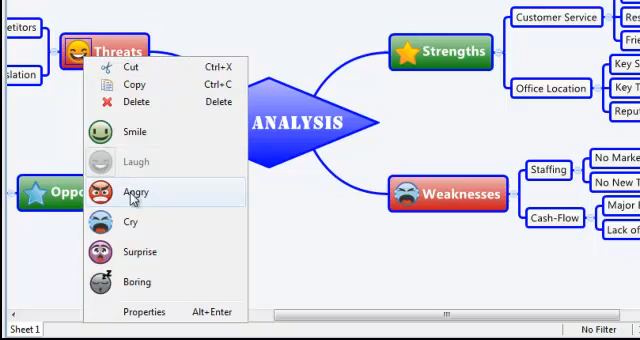 etitors
slation
Threats
Cut Ctrl+X
Copy Ctrl+C
Delete Delete
Smile
Laugh
Angry
Cry
Surprise
Boring
Properties Alt+Enter
Oppo
ANALYSIS
Strengths
Customer Service
Res
Frie
Office Location
Key S
Key T
Reput
Weaknesses
Staffing
No Marke
No New T
Cash-Flow
Major l
Lack of
Sheet 1
No Filter